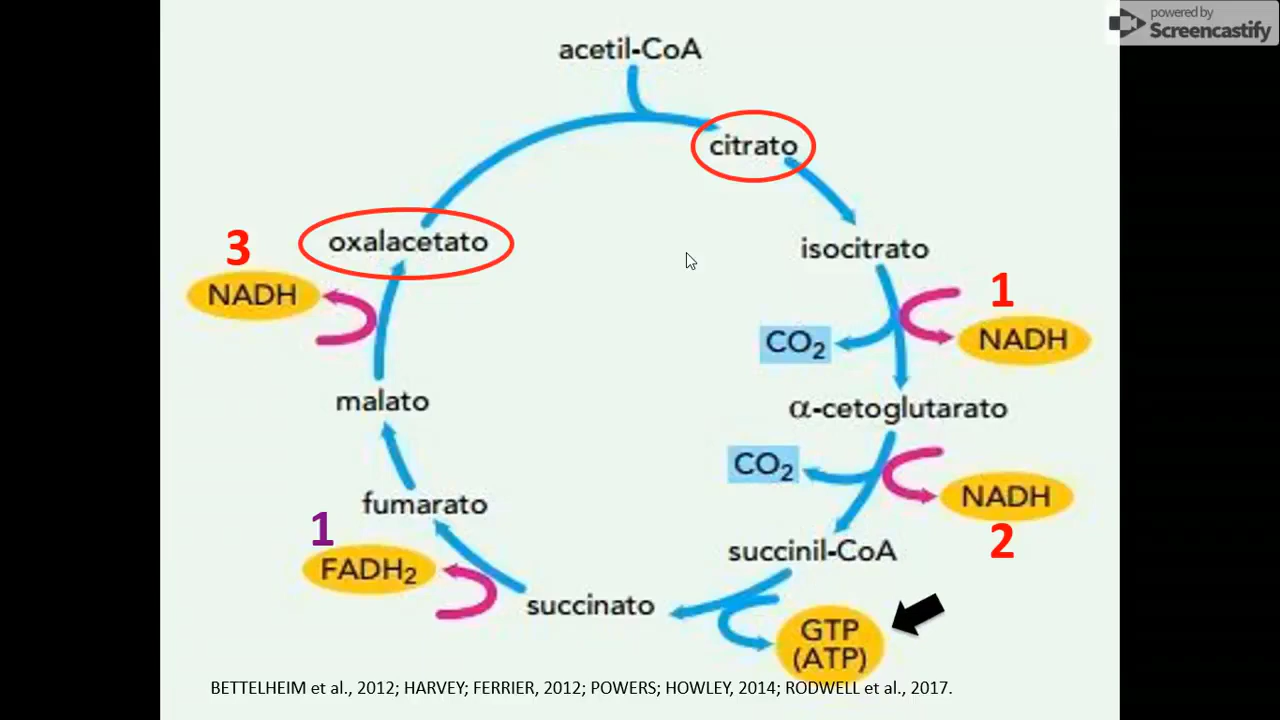 powered by
Screencastify
acetil-CoA
citrato
oxalacetato
isocitrato
3
NADH
1
NADH
CO₂
malato
α-cetoglutarato
CO₂
NADH
2
fumarato
1
FADH₂
succinil-CoA
succinato
GTP
(ATP)
BETTELHEIM et al., 2012; HARVEY; FERRIER, 2012; POWERS; HOWLEY, 2014; RODWELL et al., 2017.